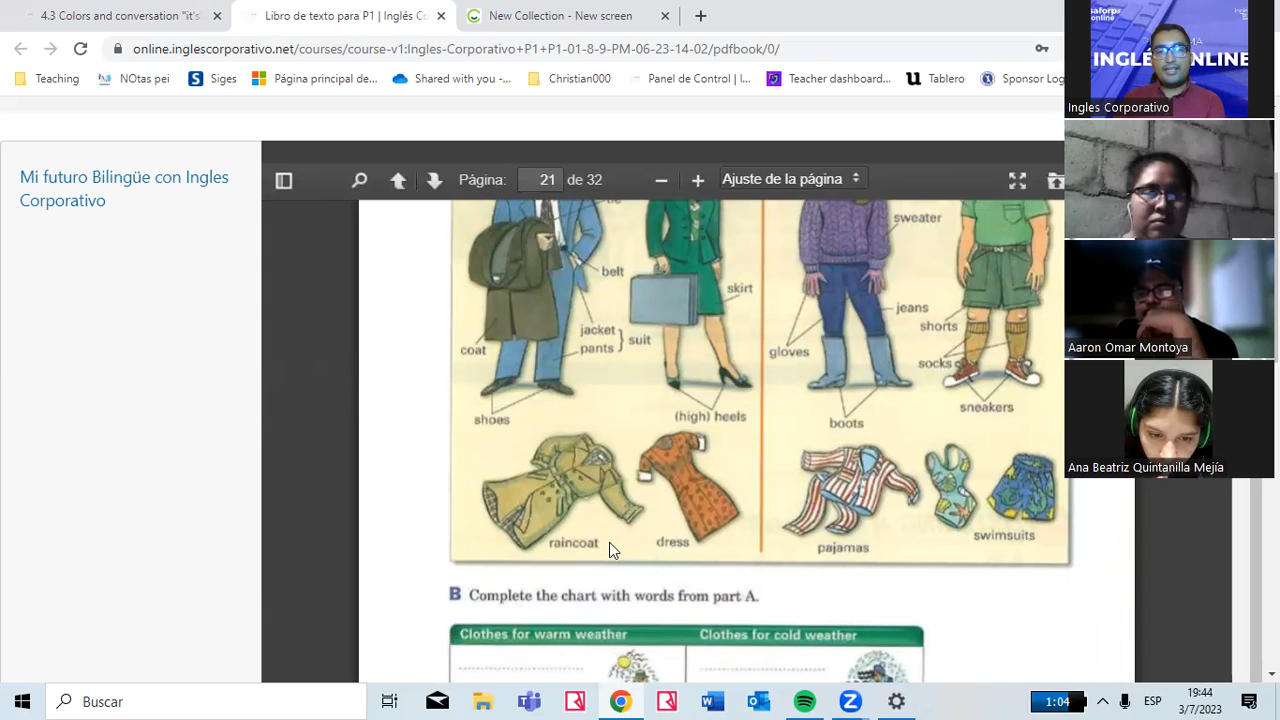 4.3 Colors and conversation "it's
Libro de texto para P1 | Ingles C
New Collection - New screen
online.inglescorporativo.net/courses/course-v1:Ingles-Corporativo+P1+P1-01-8-9-PM-06-23-14-02/pdfbook/0/
Teaching
NOtas pei
Siges
Página principal de...
Shared with you -...
Christian000
Panel de Control | I...
Teacher dashboard...
Tablero
Sponsor Log
INGLÉS ONLINE
Ingles Corporativo
Mi futuro Bilingüe con Ingles
Corporativo
Página:
21
de 32
Ajuste de la página
sweater
belt
skirt
jeans
jacket
pants
suit
shorts
coat
gloves
socks
shoes
(high) heels
boots
sneakers
raincoat
dress
pajamas
swimsuits
Aaron Omar Montoya
Ana Beatriz Quintanilla Mejía
B Complete the chart with words from part A.
Clothes for warm weather
Clothes for cold weather
Buscar
1:04
ESP
19:44
3/7/2023